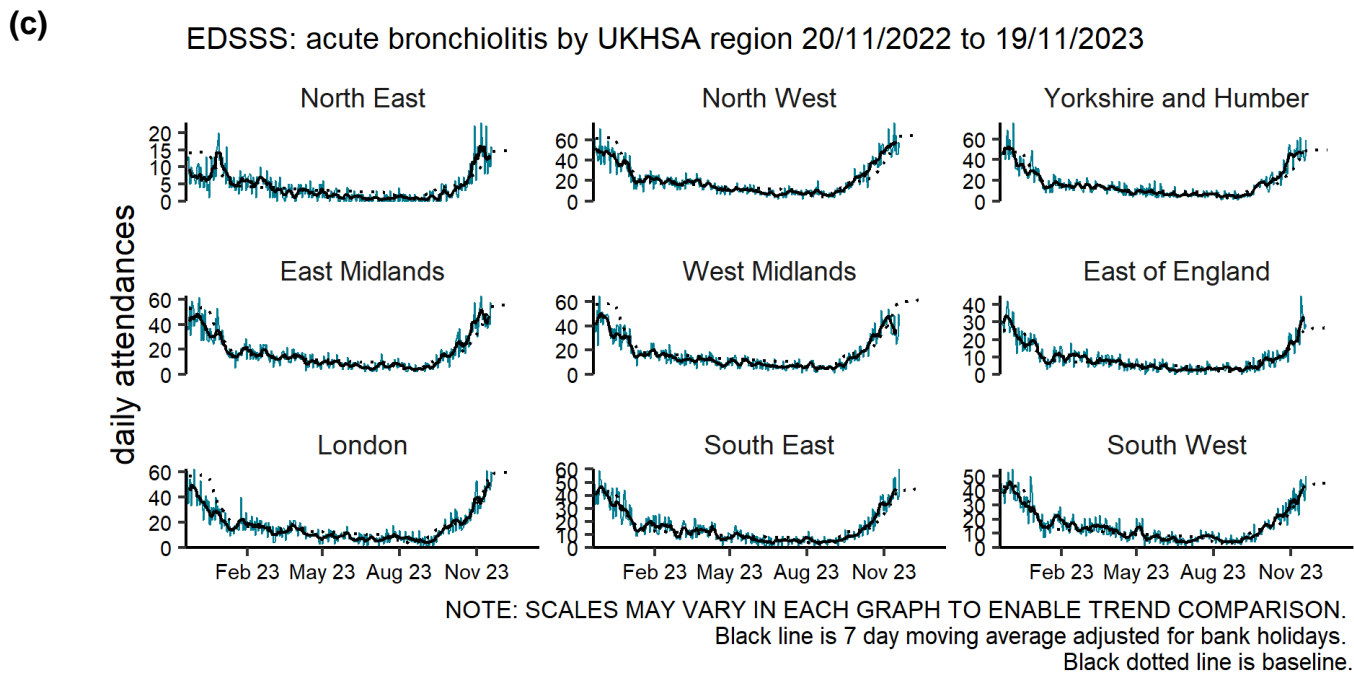 (c)
EDSSS: acute bronchiolitis by UKHSA region 20/11/2022 to 19/11/2023
daily attendances
North East
20
15
10
5
0
North West
60
40
20
0
Yorkshire and Humber
60
40
20
0
East Midlands
60
40
20
0
West Midlands
60
40
20
0
East of England
40
30
20
10
0
London
60
40
20
0
Feb 23 May 23 Aug 23 Nov 23
South East
60
50
40
30
20
10
0
Feb 23 May 23 Aug 23 Nov 23
South West
50
40
30
20
10
0
Feb 23 May 23 Aug 23 Nov 23
NOTE: SCALES MAY VARY IN EACH GRAPH TO ENABLE TREND COMPARISON.
Black line is 7 day moving average adjusted for bank holidays.
Black dotted line is baseline.